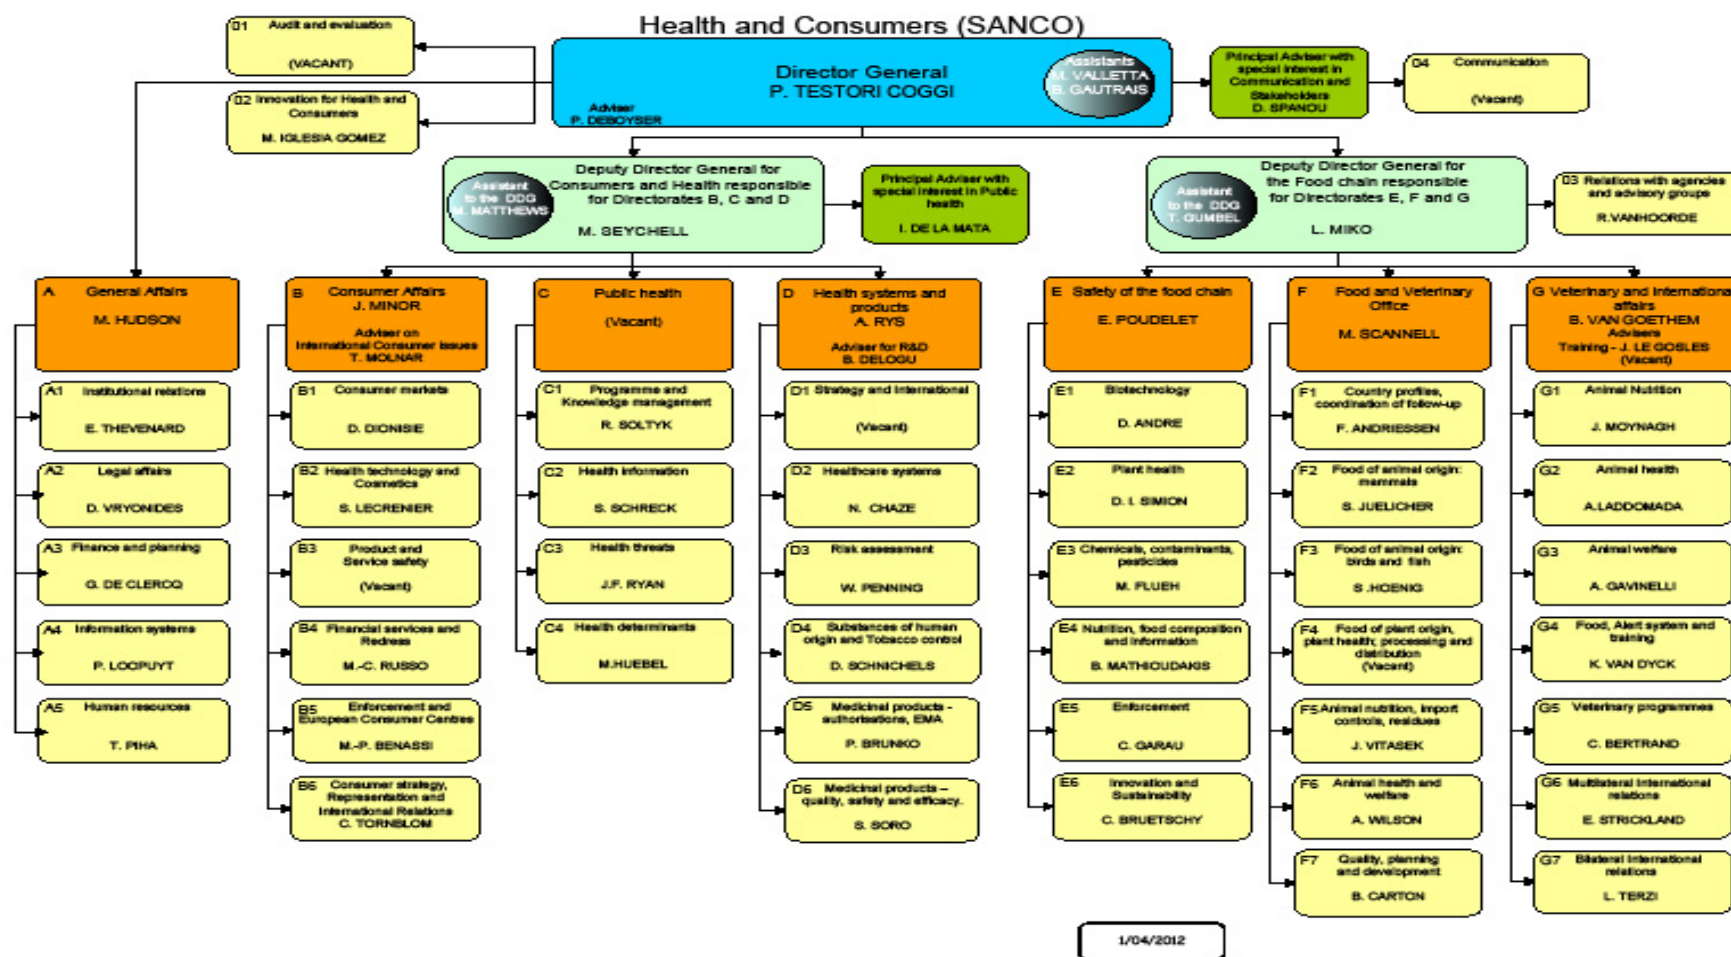 Health and Consumers (SANCO)
01 Audit and evaluation
(VACANT)
02 Innovation for Health and
Consumers
M. IGLESIA GOMEZ
Director General
P. TESTORI COGGI
Adviser
P. DEBOYSER
Assistants
M. VALLETTA
B. GAUTRAIS
Principal Adviser with
special interest in
Communication and
Stakeholders
D. SPANOU
04 Communication
(Vacant)
Deputy Director General for
Consumers and Health responsible
for Directorates B, C and D
M. SEYCHELL
Assistant
to the DDG
M. MATTHEWS
Principal Adviser with
special interest in Public
health
I. DE LA MATA
Deputy Director General for
the Food chain responsible
for Directorates E, F and G
L. MIKO
Assistant
to the DDG
T. GUMBEL
03 Relations with agencies
and advisory groups
R.VANHOORDE
A General Affairs
M. HUDSON
A1 Institutional relations
E. THEVENARD
A2 Legal affairs
D. VRYONIDES
A3 Finance and planning
G. DE CLERCQ
A4 Information systems
P. LOOPUYT
A5 Human resources
T. PIHA
B Consumer Affairs
J. MINOR
Adviser on
International Consumer issues
T. MOLNAR
B1 Consumer markets
D. DIONISIE
B2 Health technology and
Cosmetics
S. LECRENIER
B3 Product and
Service safety
(Vacant)
B4 Financial services and
Redress
M.-C. RUSSO
B5 Enforcement and
European Consumer Centres
M.-P. BENASSI
B6 Consumer strategy,
Representation and
International Relations
C. TORNBLOM
C Public health
(Vacant)
C1 Programme and
Knowledge management
R. SOLTYK
C2 Health information
S. SCHRECK
C3 Health threats
J.F. RYAN
C4 Health determinants
M.HUEBEL
D Health systems and
products
A. RYS
Adviser for R&D
B. DELOGU
D1 Strategy and International
(Vacant)
D2 Healthcare systems
N. CHAZE
D3 Risk assessment
W. PENNING
D4 Substances of human
origin and Tobacco control
D. SCHNICHELS
D5 Medicinal products -
authorisations, EMA
P. BRUNKO
D6 Medicinal products –
quality, safety and efficacy.
S. SORO
E Safety of the food chain
E. POUDELET
E1 Biotechnology
D. ANDRE
E2 Plant health
D. I. SIMION
E3 Chemicals, contaminants,
pesticides
M. FLUEH
E4 Nutrition, food composition
and information
B. MATHIOUDAKIS
E5 Enforcement
C. GARAU
E6 Innovation and
Sustainability
C. BRUETSCHY
F Food and Veterinary
Office
M. SCANNELL
F1 Country profiles,
coordination of follow-up
F. ANDRIESSEN
F2 Food of animal origin:
mammals
S. JUELICHER
F3 Food of animal origin:
birds and fish
S .HOENIG
F4 Food of plant origin,
plant health; processing and
distribution
(Vacant)
F5 Animal nutrition, import
controls, residues
J. VITASEK
F6 Animal health and
welfare
A. WILSON
F7 Quality, planning
and development
B. CARTON
G Veterinary and International
affairs
B. VAN GOETHEM
Advisers
Training - J. LE GOSLES
(Vacant)
G1 Animal Nutrition
J. MOYNAGH
G2 Animal health
A.LADDOMADA
G3 Animal welfare
A. GAVINELLI
G4 Food, Alert system and
training
K. VAN DYCK
G5 Veterinary programmes
C. BERTRAND
G6 Multilateral International
relations
E. STRICKLAND
G7 Bilateral International
relations
L. TERZI
1/04/2012